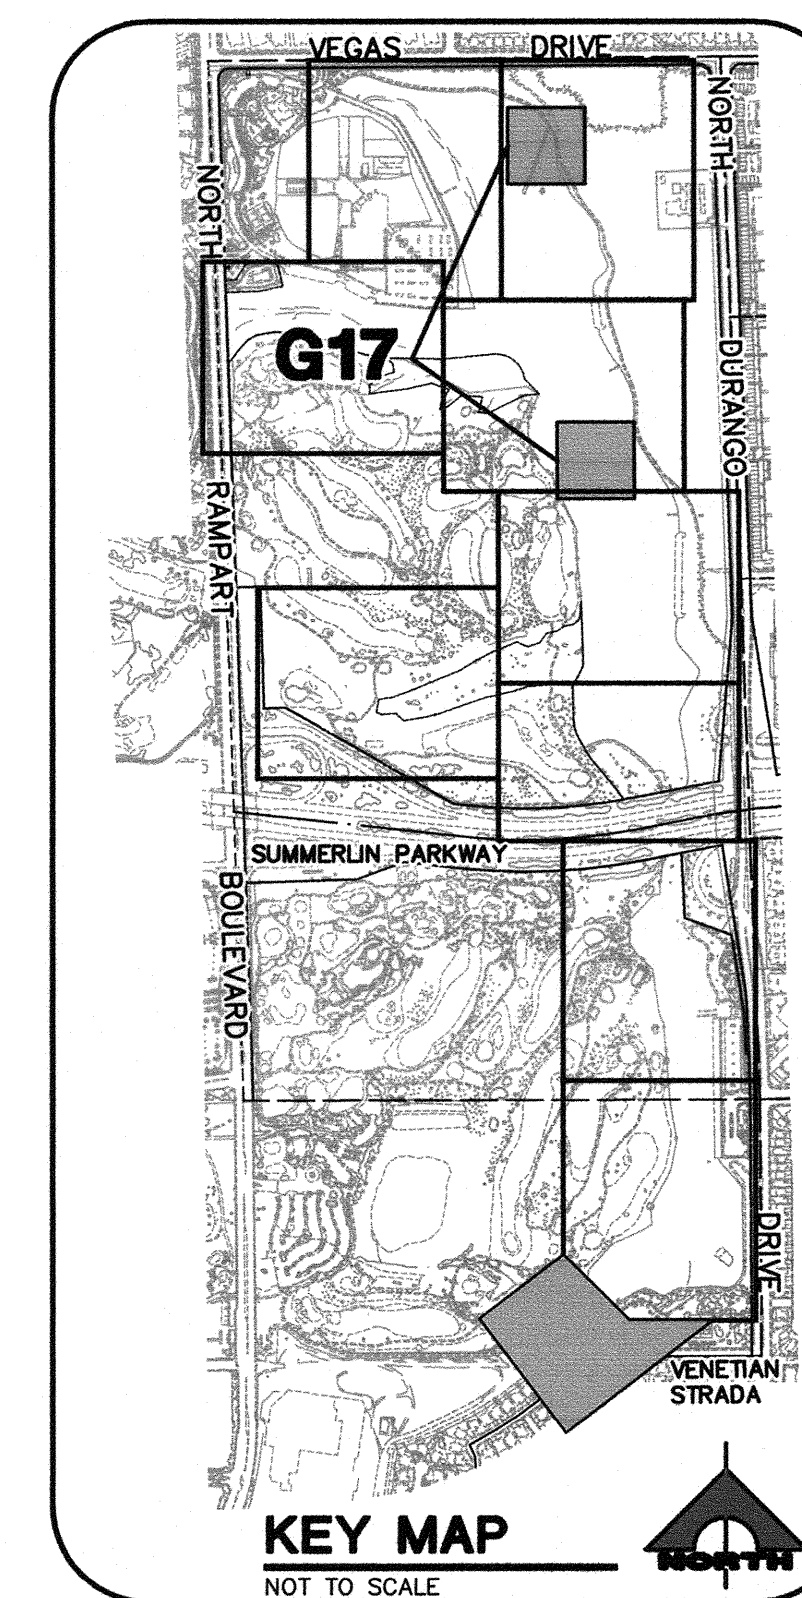 VEGAS DRIVE
NORTH
NORTH
G17
DURANGO
RAMPART
SUMMERLIN PARKWAY
BOULEVARD
DRIVE
VENETIAN
STRADA
KEY MAP
NOT TO SCALE
NORTH